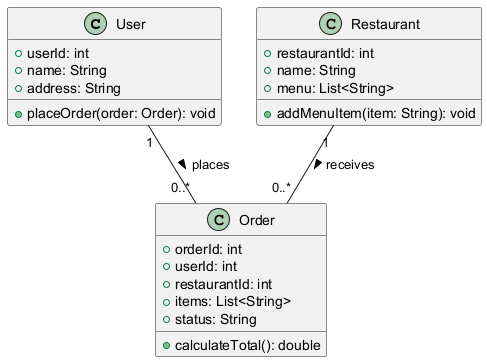 C User
+ userId: int
+ name: String
+ address: String
+ placeOrder(order: Order): void
C Restaurant
+ restaurantId: int
+ name: String
+ menu: List<String>
+ addMenuItem(item: String): void
1
places
0..*
1
receives
0..*
C Order
+ orderId: int
+ userId: int
+ restaurantId: int
+ items: List<String>
+ status: String
+ calculateTotal(): double